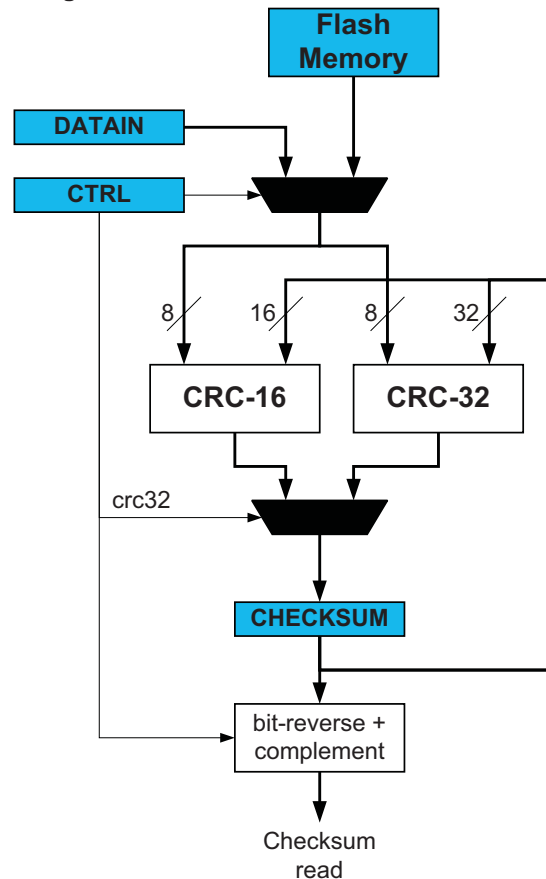 Flash
Memory
DATAIN
CTRL
8
16
8
32
CRC-16
CRC-32
crc32
CHECKSUM
bit-reverse +
complement
Checksum
read